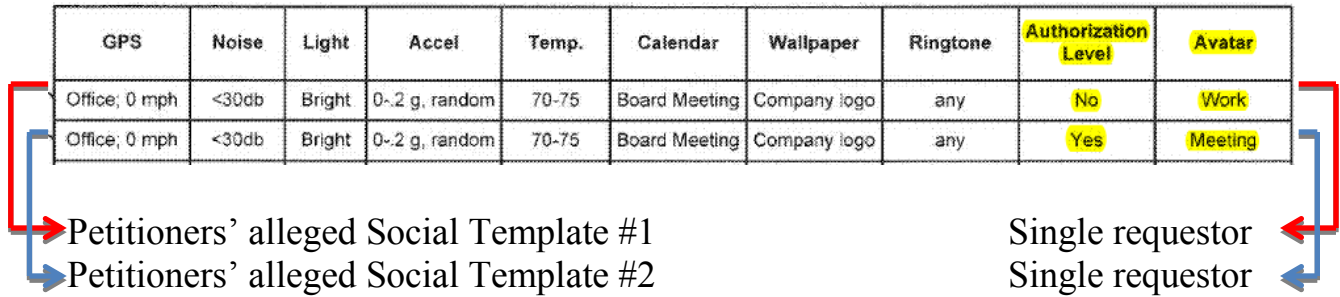 GPS Noise Light Accel Temp. Calendar Wallpaper Ringtone Authorization Level Avatar
Office; 0 mph <30db Bright 0-.2 g, random 70-75 Board Meeting Company logo any No Work
Office; 0 mph <30db Bright 0-.2 g, random 70-75 Board Meeting Company logo any Yes Meeting
Petitioners’ alleged Social Template #1 Single requestor
Petitioners’ alleged Social Template #2 Single requestor